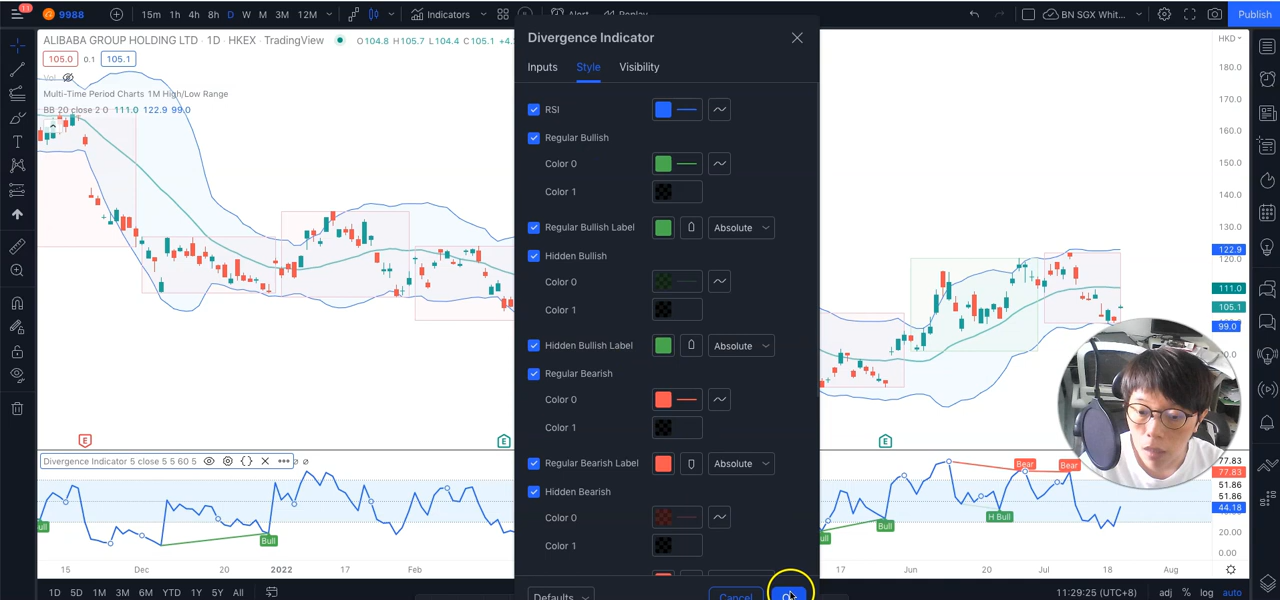 11
9988
15m 1h 4h 8h D W M 3M 12M
Indicators
Alert
Replay
BN SGX Whit...
Publish
ALIBABA GROUP HOLDING LTD · 1D · HKEX · TradingView
O104.8 H105.7 L104.4 C105.1
105.0 0.1 105.1
Vol
Multi-Time Period Charts 1M High/Low Range
BB 20 close 2 0 111.0 122.9 99.0
Divergence Indicator
Inputs Style Visibility
RSI
Regular Bullish
Color 0
Color 1
Regular Bullish Label Absolute
Hidden Bullish
Color 0
Color 1
Hidden Bullish Label Absolute
Regular Bearish
Color 0
Color 1
Regular Bearish Label Absolute
Hidden Bearish
Color 0
Color 1
Defaults Cancel
HKD
180.0
170.0
160.0
150.0
140.0
130.0
122.9
120.0
111.0
105.1
99.0
E
E
E
Divergence Indicator 5 close 5 5 60 5
Bull
Bull
H Bull
Bear
Bear
77.83
77.83
51.86
51.86
44.18
20.00
0.00
15 Dec 17 2022 17 Feb
17 Jun 20 Jul 18 Aug
1D 5D 1M 3M 6M YTD 1Y 5Y All
11:29:25 (UTC+8) adj % log auto